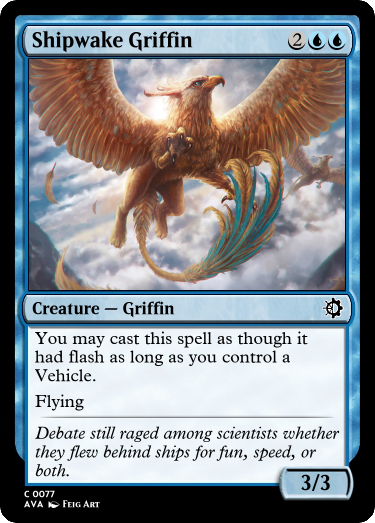 Shipwake Griffin 2
Creature — Griffin
You may cast this spell as though it
had flash as long as you control a
Vehicle.
Flying
Debate still raged among scientists whether
they flew behind ships for fun, speed, or
both.
3/3
C 0077
AVA Feig Art